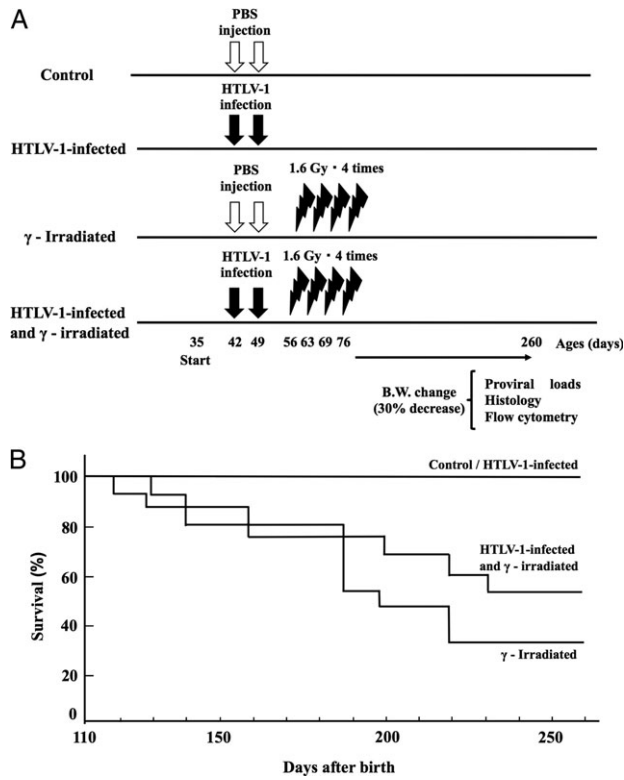 A
PBS
injection
Control
HTLV-1
infection
HTLV-1-infected
PBS
injection
1.6 Gy・4 times
γ - Irradiated
HTLV-1
infection
1.6 Gy・4 times
HTLV-1-infected
and γ - irradiated
35 42 49 56 63 69 76 260 Ages (days)
Start
B.W. change
(30% decrease)
Proviral loads
Histology
Flow cytometry
B
Survival (%)
100
80
60
40
20
0
Control / HTLV-1-infected
HTLV-1-infected
and γ - irradiated
γ - Irradiated
110 150 200 250
Days after birth